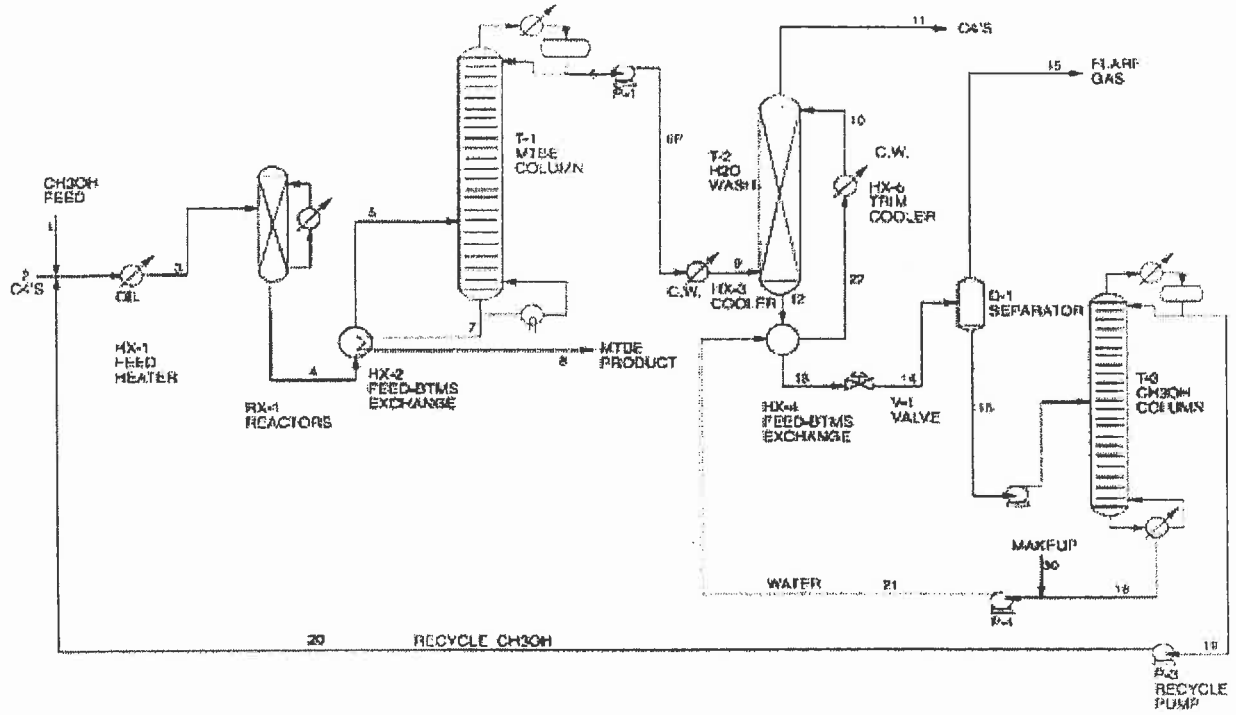 11
C4'S
15
FLARE
GAS
P-1
6P
T-1
MTBE
COLUMN
T-2
H2O
WASH
10
C.W.
HX-5
TRIM
COOLER
CH3OH
FEED
1
2
C4'S
3
OIL
5
C.W.
9
HX-3
COOLER
12
22
D-1
SEPARATOR
7
8
MTBE
PRODUCT
HX-1
FEED
HEATER
4
HX-2
FEED-BTMS
EXCHANGE
RX-1
REACTORS
13
14
V-1
VALVE
HX-4
FEED-BTMS
EXCHANGE
T-3
CH3OH
COLUMN
MAKEUP
30
WATER
21
P-4
18
20
RECYCLE CH3OH
19
P-3
RECYCLE
PUMP